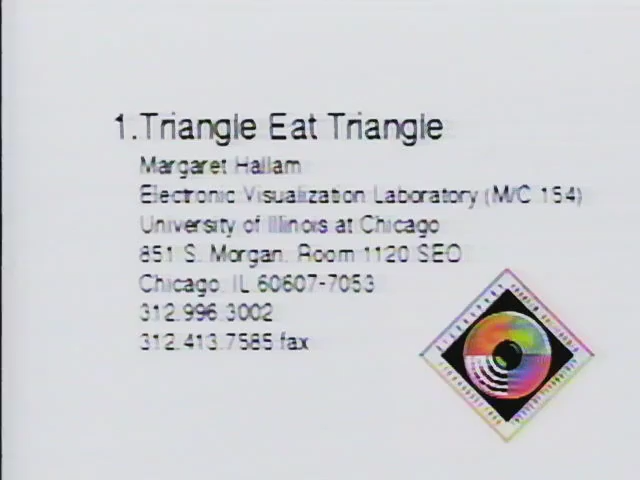 1.Triangle Eat Triangle
Margaret Hallam
Electronic Visualization Laboratory (M/C 154)
University of Illinois at Chicago
851 S. Morgan, Room 1120 SEO
Chicago, IL 60607-7053
312.996.3002
312.413.7585 fax